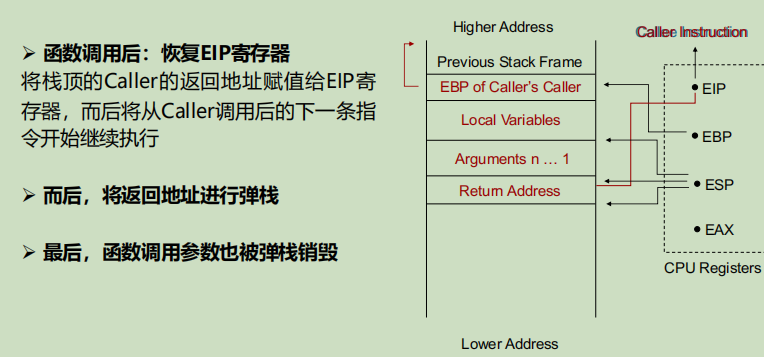 ➢ 函数调用后：恢复EIP寄存器
将栈顶的Caller的返回地址赋值给EIP寄
存器，而后将从Caller调用后的下一条指
令开始继续执行
➢ 而后，将返回地址进行弹栈
➢ 最后，函数调用参数也被弹栈销毁
Higher Address
Previous Stack Frame
EBP of Caller's Caller
Local Variables
Arguments n … 1
Return Address
Lower Address
Caller Instruction
EIP
EBP
ESP
EAX
CPU Registers